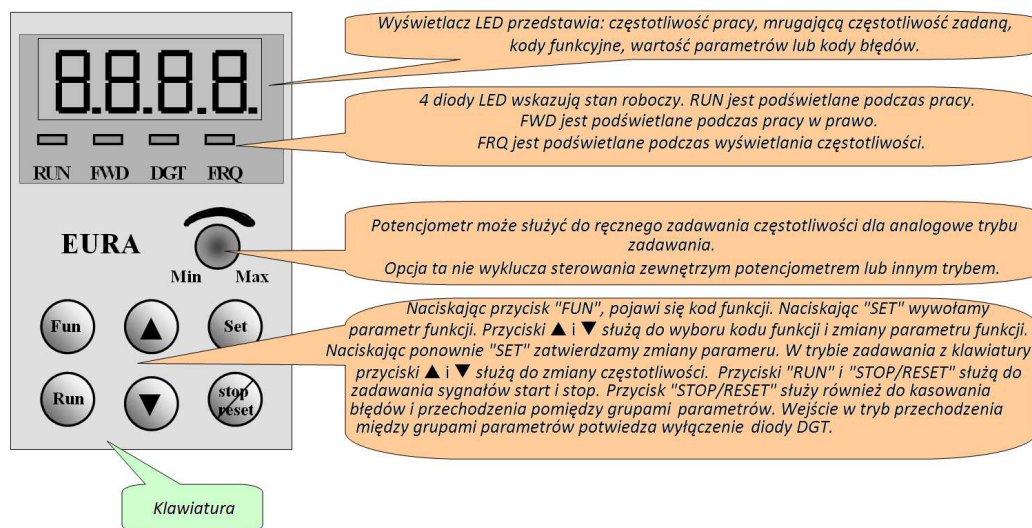 Wyświetlacz LED przedstawia: częstotliwość pracy, mrugającą częstotliwość zadaną,
kody funkcyjne, wartość parametrów lub kody błędów.
8.8.8.8.
4 diody LED wskazują stan roboczy. RUN jest podświetlane podczas pracy.
FWD jest podświetlane podczas pracy w prawo.
FRQ jest podświetlane podczas wyświetlania częstotliwości.
RUN FWD DGT FRQ
Potencjometr może służyć do ręcznego zadawania częstotliwości dla analogowe trybu
zadawania.
Opcja ta nie wyklucza sterowania zewnętrzym potencjometrem lub innym trybem.
EURA
Min Max
Naciskając przycisk "FUN", pojawi się kod funkcji. Naciskając "SET" wywołamy
parametr funkcji. Przyciski ▲ i ▼ służą do wyboru kodu funkcji i zmiany parametru funkcji.
Naciskając ponownie "SET" zatwierdzamy zmiany parameru. W trybie zadawania z klawiatury
przyciski ▲ i ▼ służą do zmiany częstotliwości. Przyciski "RUN" i "STOP/RESET" służą do
zadawania sygnałów start i stop. Przycisk "STOP/RESET" służy również do kasowania
błędów i przechodzenia pomiędzy grupami parametrów. Wejście w tryb przechodzenia
między grupami parametrów potwiedza wyłączenie diody DGT.
Fun ▲ Set
Run ▼ stop
reset
Klawiatura